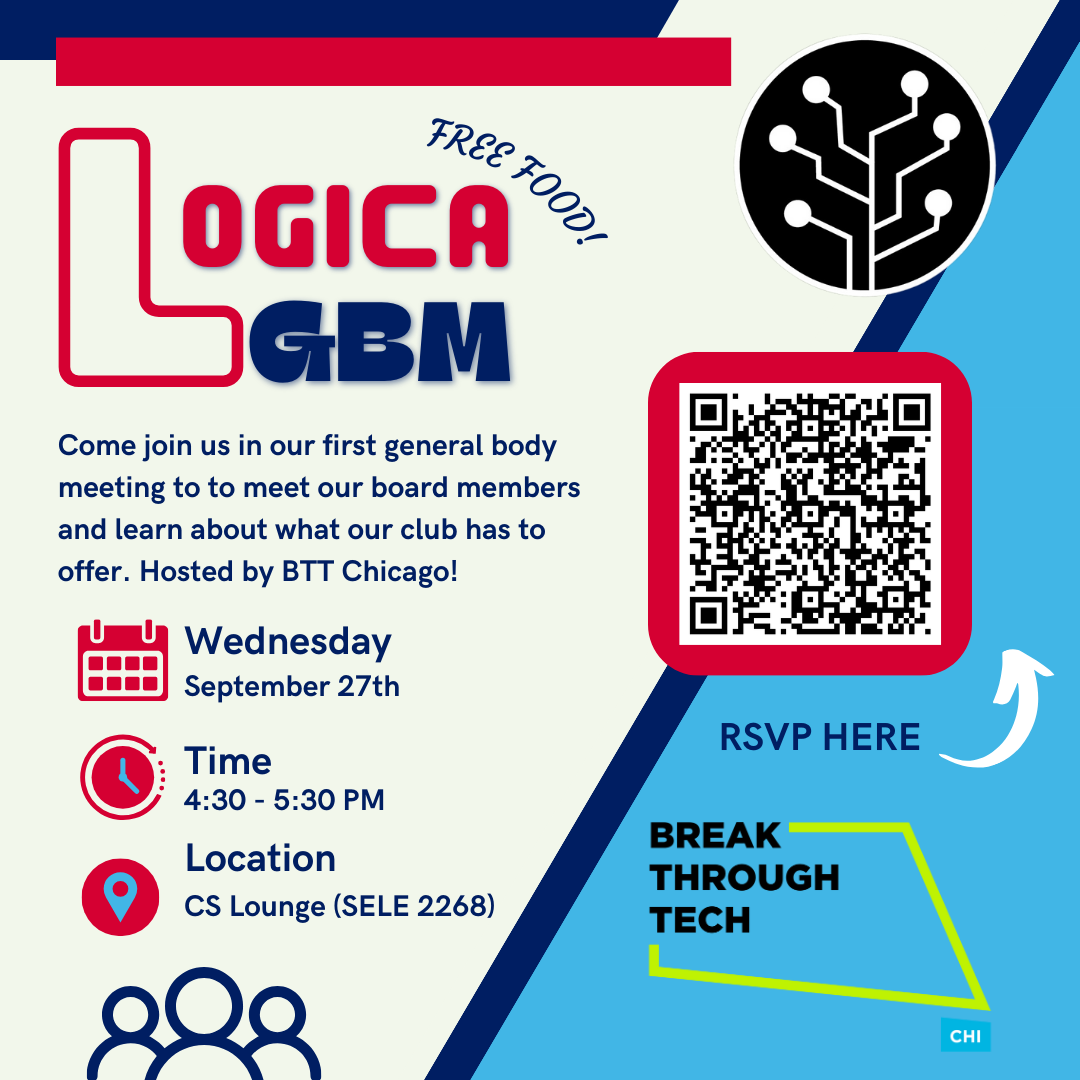 FREE FOOD!
LOGICA
GBM
Come join us in our first general body
meeting to to meet our board members
and learn about what our club has to
offer. Hosted by BTT Chicago!
Wednesday
September 27th
Time
4:30 - 5:30 PM
Location
CS Lounge (SELE 2268)
RSVP HERE
BREAK
THROUGH
TECH
CHI